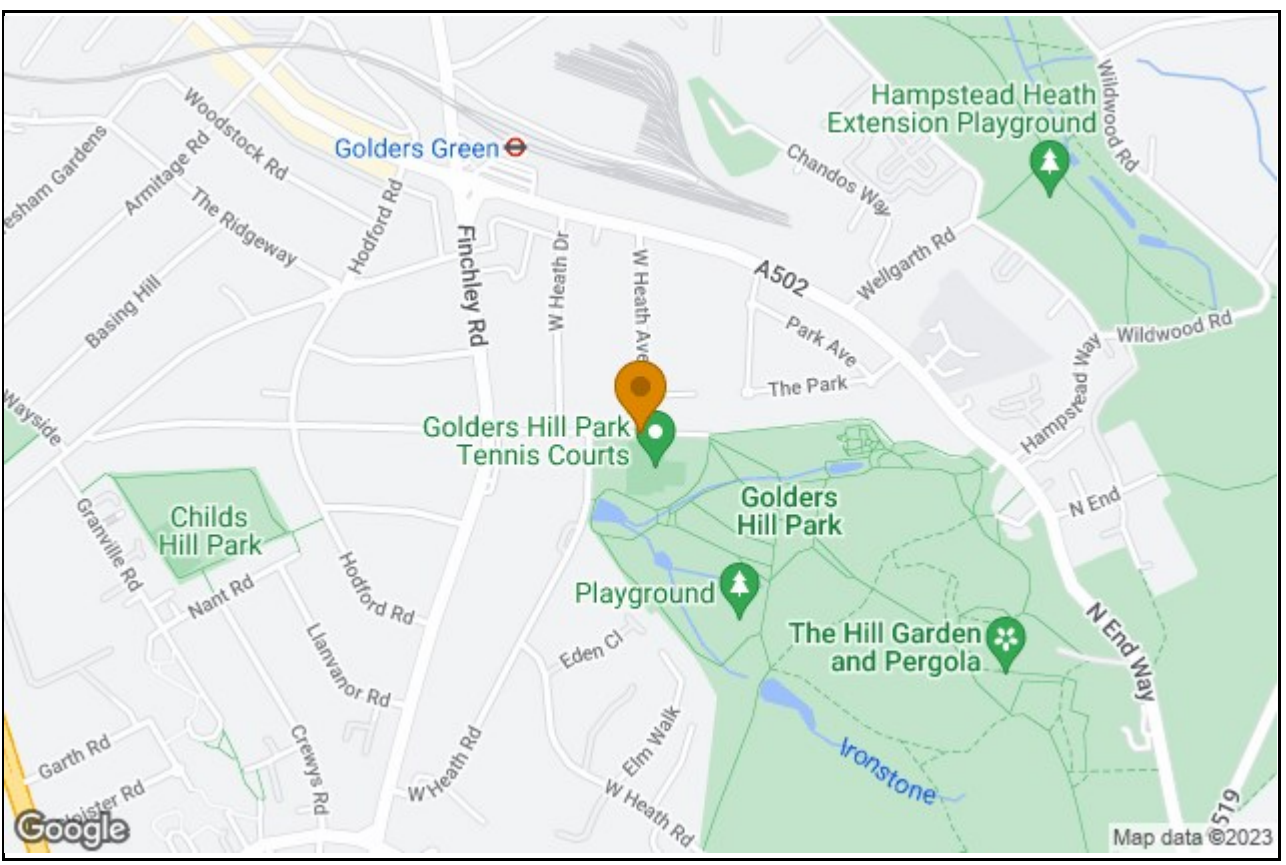 Hampstead Heath
Extension Playground
Wildwood Rd
Woodstock Rd
Golders Green
Armitage Rd
Chandos Way
esham Gardens
The Ridgeway
Hodford Rd
Finchley Rd
W Heath Dr
W Heath Ave
A502
Wellgarth Rd
Basing Hill
Park Ave
Wildwood Rd
Hampstead Way
The Park
Wayside
Golders Hill Park
Tennis Courts
Golders
Hill Park
N End
Childs
Hill Park
Granville Rd
Nant Rd
Hodford Rd
Playground
The Hill Garden
and Pergola
N End Way
Eden Cl
Llanvanor Rd
Elm Walk
Crewys Rd
W Heath Rd
W Heath Rd
Ironstone
Garth Rd
Google
519
Map data ©2023